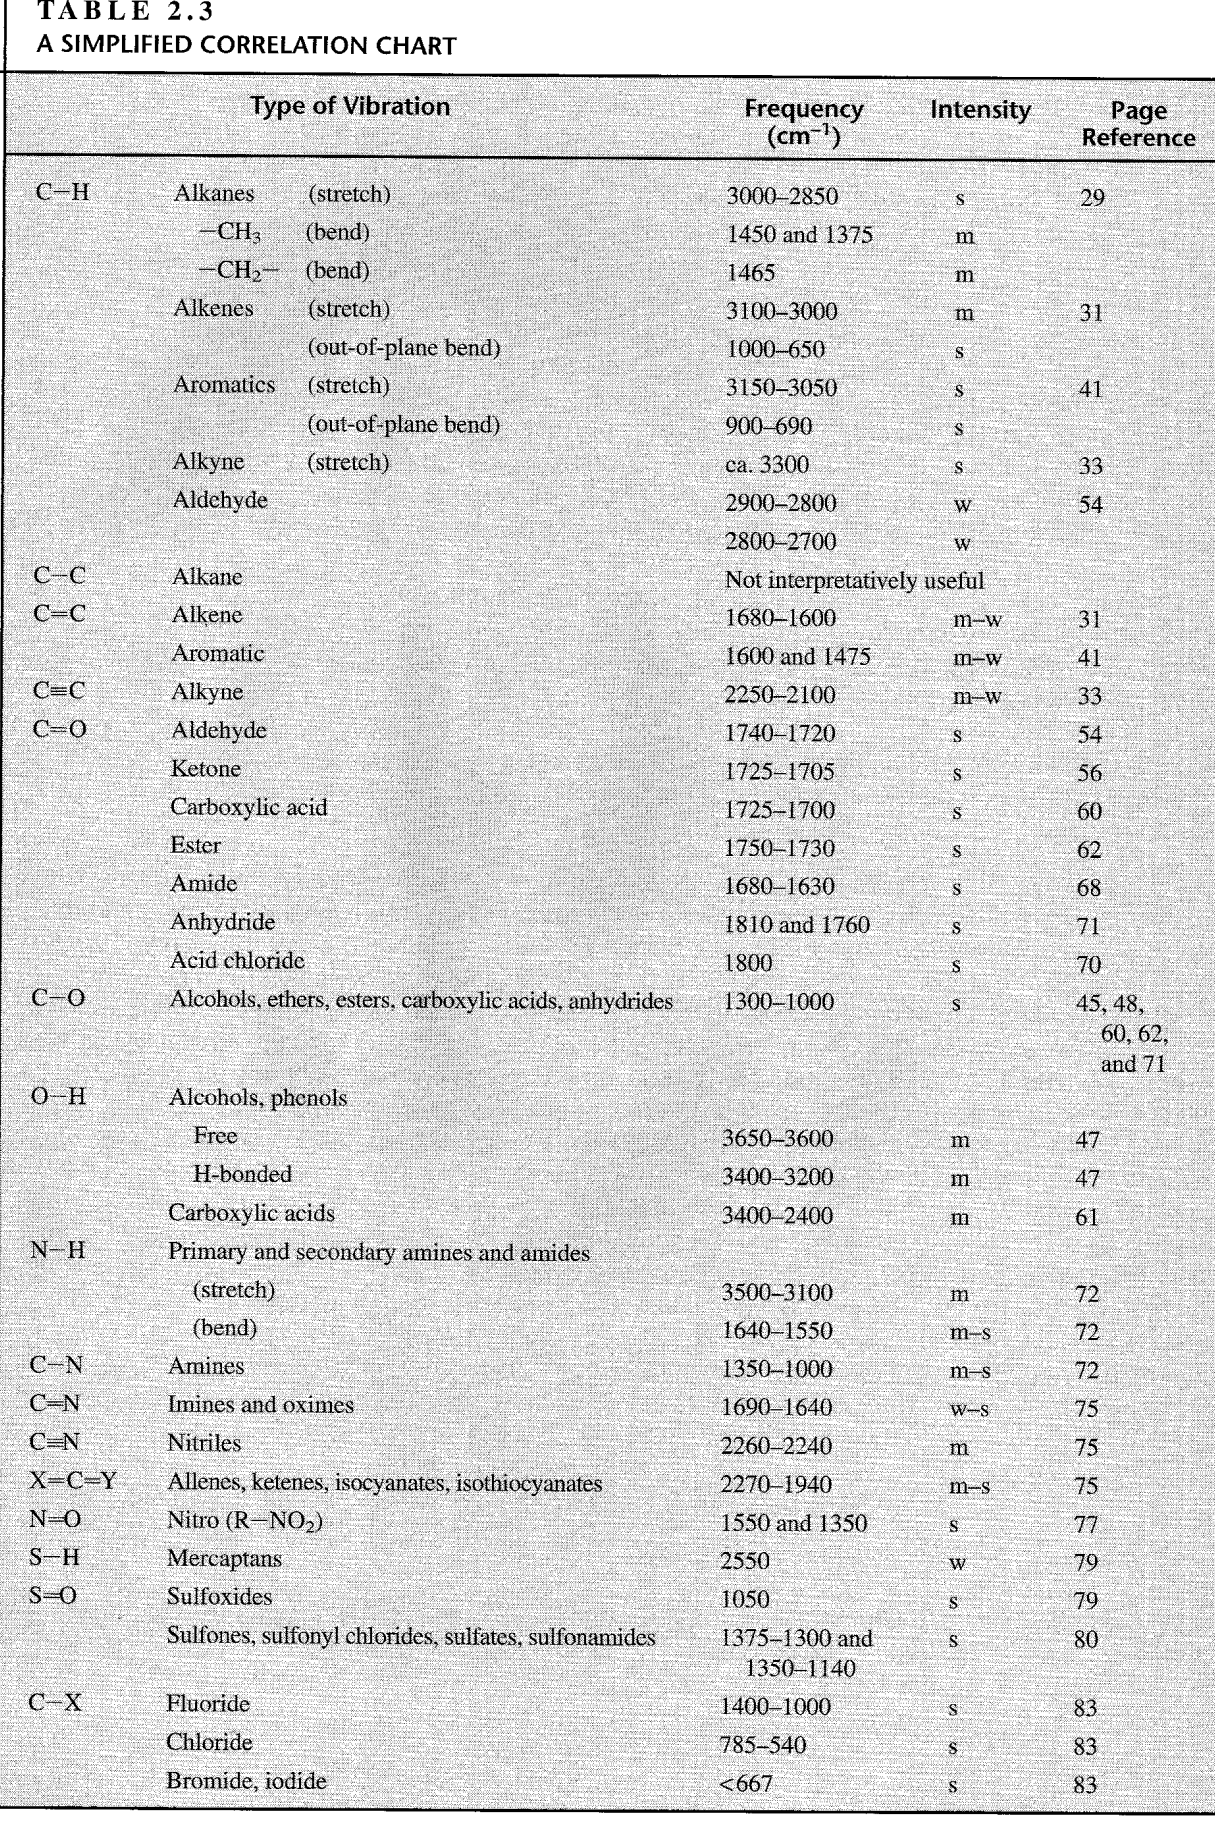 TABLE 2.3
A SIMPLIFIED CORRELATION CHART
Type of Vibration Frequency (cm⁻¹) Intensity Page Reference
C−H Alkanes (stretch) 3000–2850 s 29
−CH₃ (bend) 1450 and 1375 m
−CH₂− (bend) 1465 m
Alkenes (stretch) 3100–3000 m 31
(out-of-plane bend) 1000–650 s
Aromatics (stretch) 3150–3050 s 41
(out-of-plane bend) 900–690 s
Alkyne (stretch) ca. 3300 s 33
Aldehyde 2900–2800 w 54
2800–2700 w
C−C Alkane Not interpretatively useful
C=C Alkene 1680–1600 m–w 31
Aromatic 1600 and 1475 m–w 41
C≡C Alkyne 2250–2100 m–w 33
C=O Aldehyde 1740–1720 s 54
Ketone 1725–1705 s 56
Carboxylic acid 1725–1700 s 60
Ester 1750–1730 s 62
Amide 1680–1630 s 68
Anhydride 1810 and 1760 s 71
Acid chloride 1800 s 70
C−O Alcohols, ethers, esters, carboxylic acids, anhydrides 1300–1000 s 45, 48,
60, 62,
and 71
O−H Alcohols, phenols
Free 3650–3600 m 47
H-bonded 3400–3200 m 47
Carboxylic acids 3400–2400 m 61
N−H Primary and secondary amines and amides
(stretch) 3500–3100 m 72
(bend) 1640–1550 m–s 72
C−N Amines 1350–1000 m–s 72
C=N Imines and oximes 1690–1640 w–s 75
C≡N Nitriles 2260–2240 m 75
X=C=Y Allenes, ketenes, isocyanates, isothiocyanates 2270–1940 m–s 75
N=O Nitro (R−NO₂) 1550 and 1350 s 77
S−H Mercaptans 2550 w 79
S=O Sulfoxides 1050 s 79
Sulfones, sulfonyl chlorides, sulfates, sulfonamides 1375–1300 and s 80
1350–1140
C−X Fluoride 1400–1000 s 83
Chloride 785–540 s 83
Bromide, iodide <667 s 83